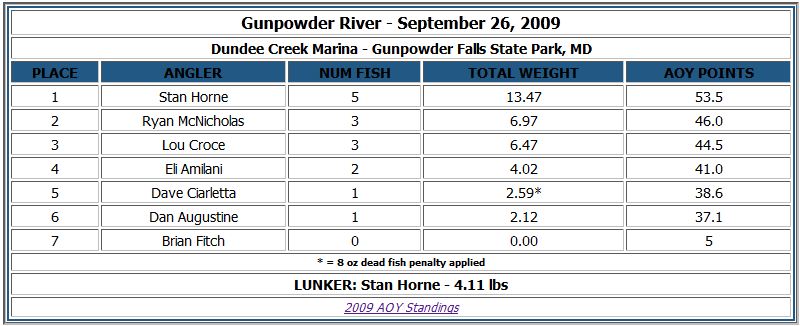 Gunpowder River - September 26, 2009
Dundee Creek Marina - Gunpowder Falls State Park, MD
PLACE ANGLER NUM FISH TOTAL WEIGHT AOY POINTS
1 Stan Horne 5 13.47 53.5
2 Ryan McNicholas 3 6.97 46.0
3 Lou Croce 3 6.47 44.5
4 Eli Amilani 2 4.02 41.0
5 Dave Ciarletta 1 2.59* 38.6
6 Dan Augustine 1 2.12 37.1
7 Brian Fitch 0 0.00 5
* = 8 oz dead fish penalty applied
LUNKER: Stan Horne - 4.11 lbs
2009 AOY Standings